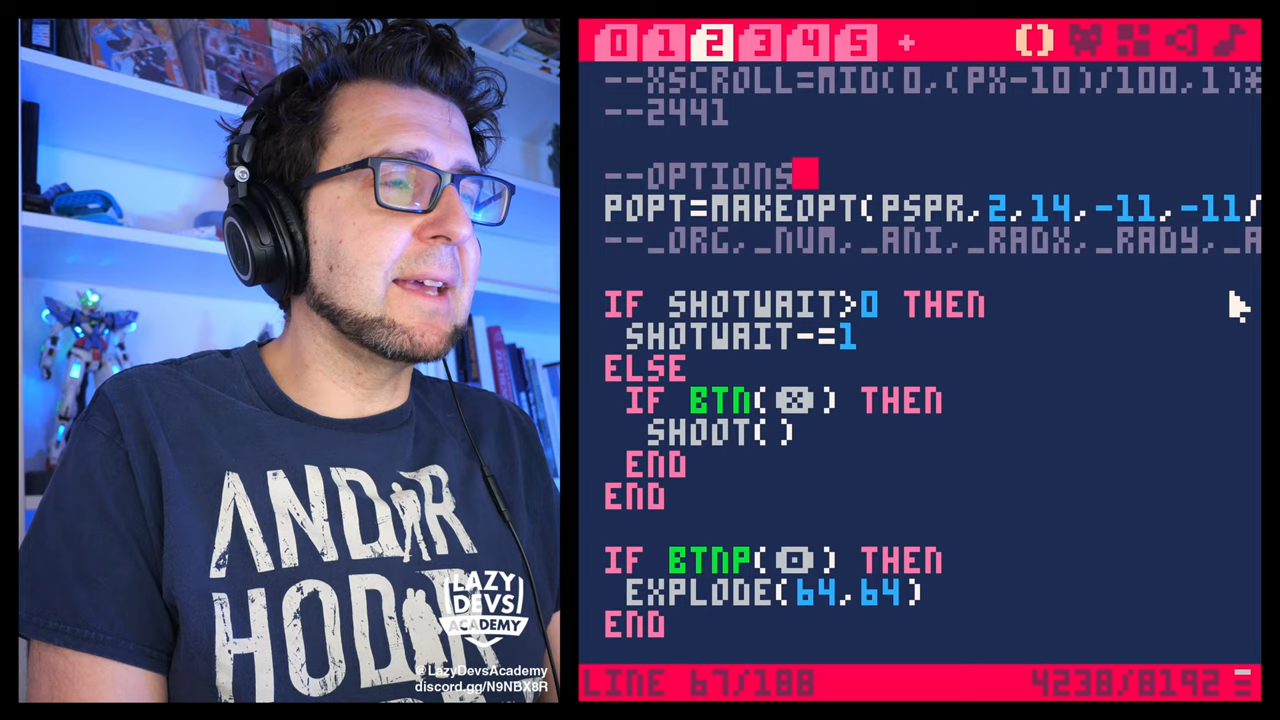 0 1 2 3 4 5 +
--XSCROLL=MID(0,(PX-10)/100,1)*
--2441
--OPTIONS
POPT=MAKEOPT(PSPR,2,14,-11,-11/
--_ORG,_NUM,_ANI,_RADX,_RADY,_A
IF SHOTWAIT>0 THEN
SHOTWAIT-=1
ELSE
IF BTN(❎) THEN
SHOOT()
END
END
IF BTNP(🅾️) THEN
EXPLODE(64,64)
END
LINE 67/188
4238/8192
ANDOR
HODOR
LAZY
DEVS
ACADEMY
@LazyDevsAcademy
discord.gg/N9NBX8R